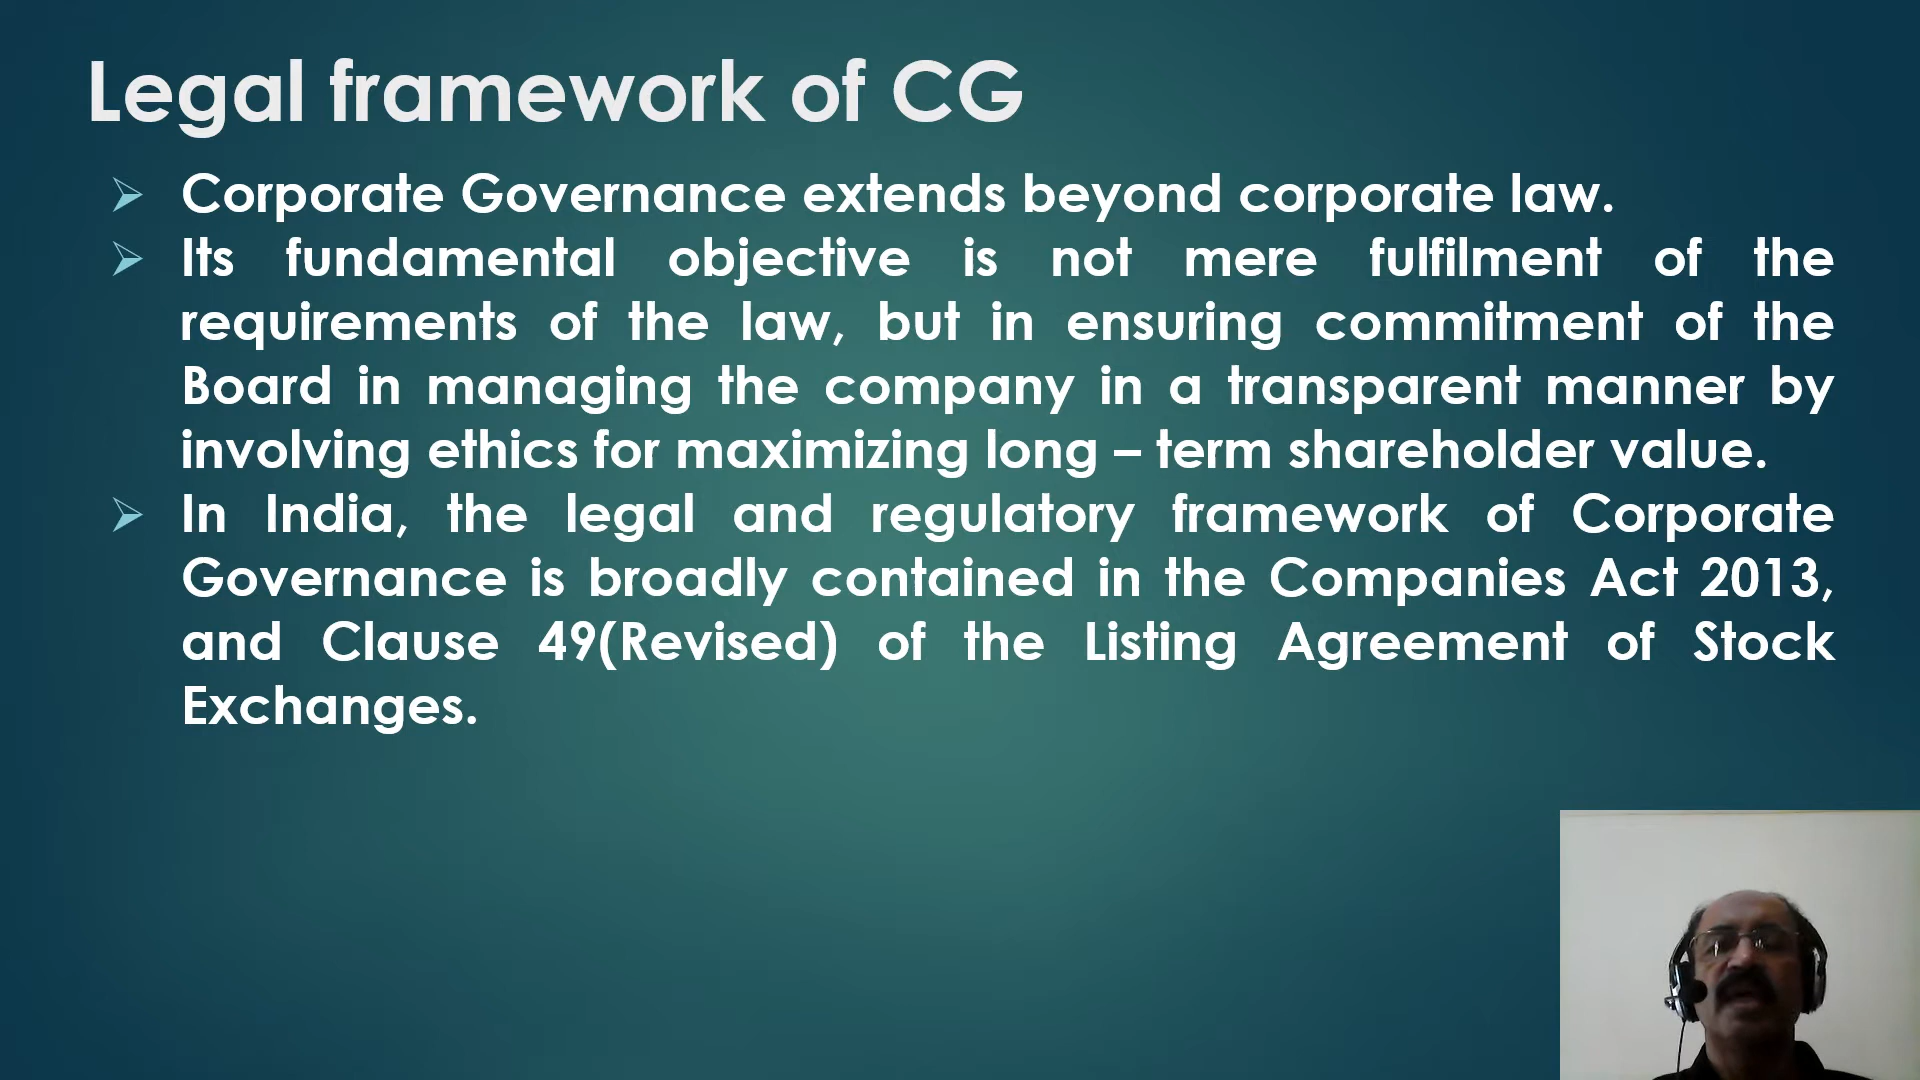 Legal framework of CG
Corporate Governance extends beyond corporate law.
Its fundamental objective is not mere fulfilment of the
requirements of the law, but in ensuring commitment of the
Board in managing the company in a transparent manner by
involving ethics for maximizing long – term shareholder value.
In India, the legal and regulatory framework of Corporate
Governance is broadly contained in the Companies Act 2013,
and Clause 49(Revised) of the Listing Agreement of Stock
Exchanges.